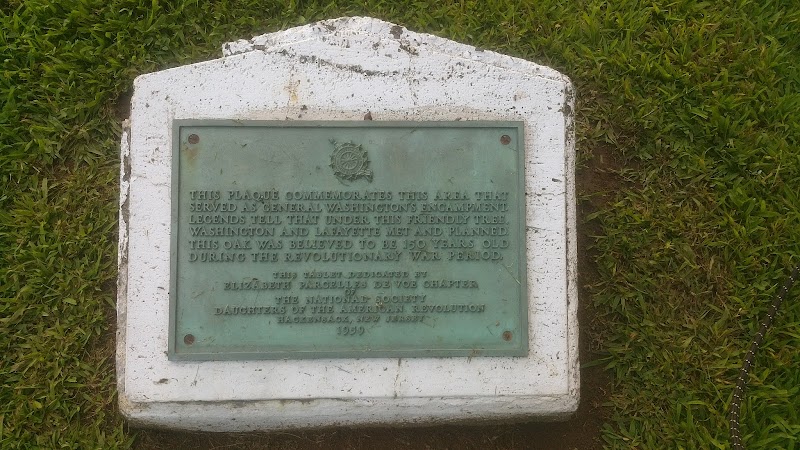 THIS PLAQUE COMMEMORATES THIS AREA THAT
SERVED AS GENERAL WASHINGTON'S ENCAMPMENT.
LEGENDS TELL THAT UNDER THIS FRIENDLY TREE,
WASHINGTON AND LAFAYETTE MET AND PLANNED.
THIS OAK WAS BELIEVED TO BE 150 YEARS OLD
DURING THE REVOLUTIONARY WAR PERIOD.
THIS TABLET DEDICATED BY
ELIZABETH PARCELLES DE VOE CHAPTER
OF
THE NATIONAL SOCIETY
DAUGHTERS OF THE AMERICAN REVOLUTION
HACKENSACK, NEW JERSEY
1959